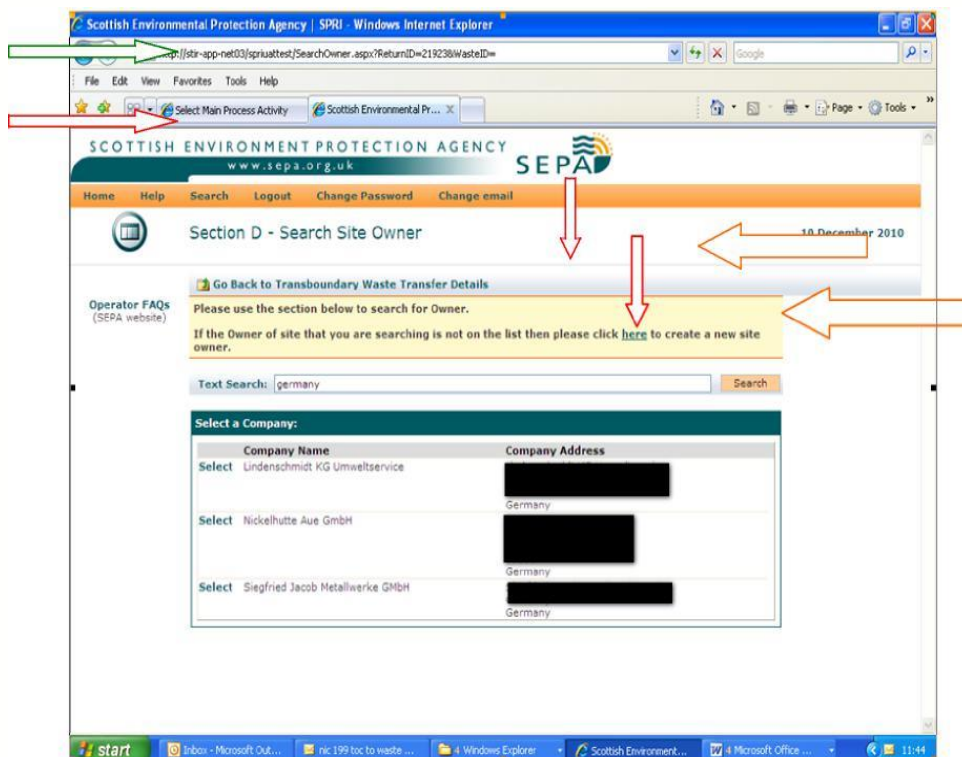 Scottish Environmental Protection Agency | SPRI - Windows Internet Explorer
//stir-app-net03/spriuattest/SearchOwner.aspx?ReturnID=21923&WasteID=
Google
File Edit View Favorites Tools Help
Select Main Process Activity
Scottish Environmental Pr...
Page Tools
SCOTTISH ENVIRONMENT PROTECTION AGENCY
www.sepa.org.uk
SEPA
Home Help Search Logout Change Password Change email
Section D - Search Site Owner
10 December 2010
Go Back to Transboundary Waste Transfer Details
Operator FAQs
(SEPA website)
Please use the section below to search for Owner.
If the Owner of site that you are searching is not on the list then please click here to create a new site
owner.
Text Search: germany Search
Select a Company:
Company Name Company Address
Select Lindenschmidt KG Umweltservice
Germany
Select Nickelhutte Aue GmbH
Germany
Select Siegfried Jacob Metallwerke GMbH
Germany
start
Inbox - Microsoft Out...
nic 199 toc to waste ...
4 Windows Explorer
Scottish Environment...
4 Microsoft Office ...
11:44